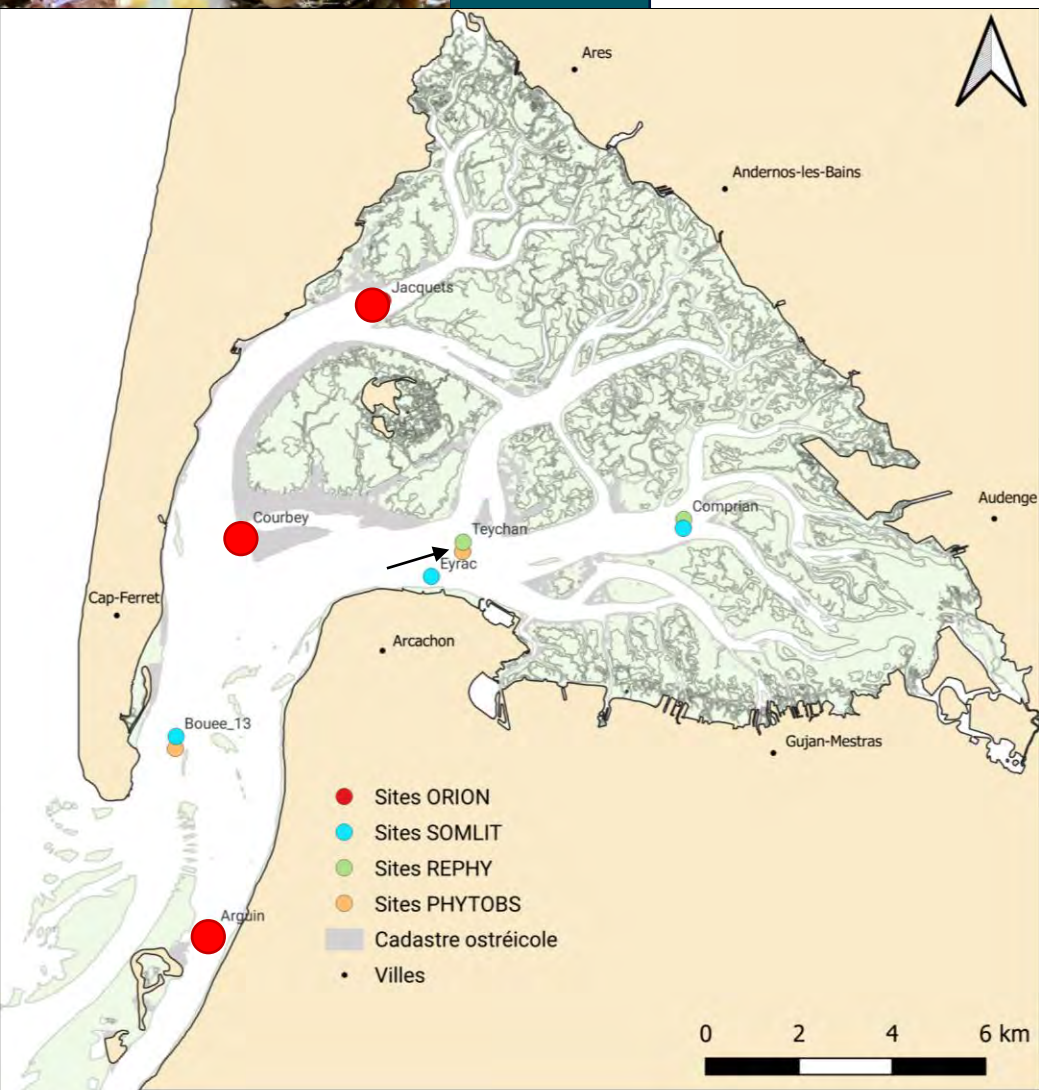 Ares
Andernos-les-Bains
Jacquets
Audenge
Comprian
Courbey
Teychan
Eyrac
Cap-Ferret
Arcachon
Bouee_13
Gujan-Mestras
Sites ORION
Sites SOMLIT
Sites REPHY
Sites PHYTOBS
Cadastre ostréicole
Villes
Arguin
0 2 4 6 km